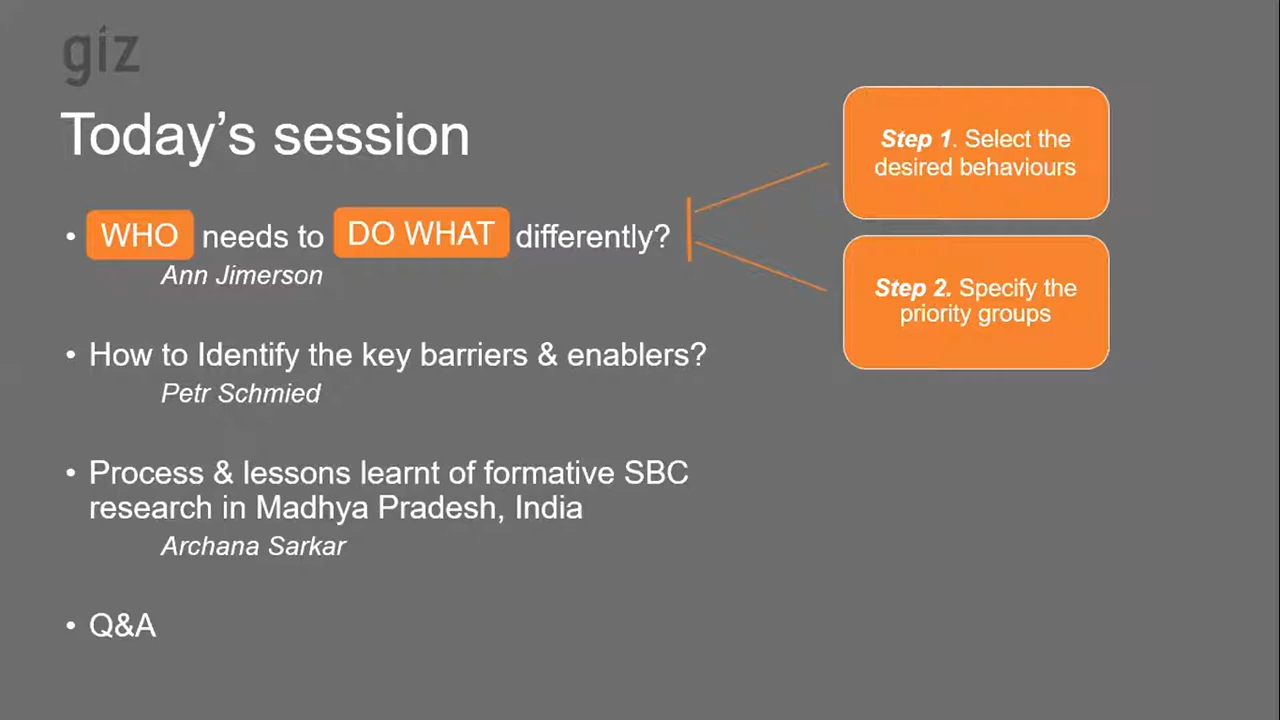 giz
Today's session
• WHO needs to DO WHAT differently?
Ann Jimerson
• How to Identify the key barriers & enablers?
Petr Schmied
• Process & lessons learnt of formative SBC
research in Madhya Pradesh, India
Archana Sarkar
• Q&A
Step 1. Select the
desired behaviours
Step 2. Specify the
priority groups